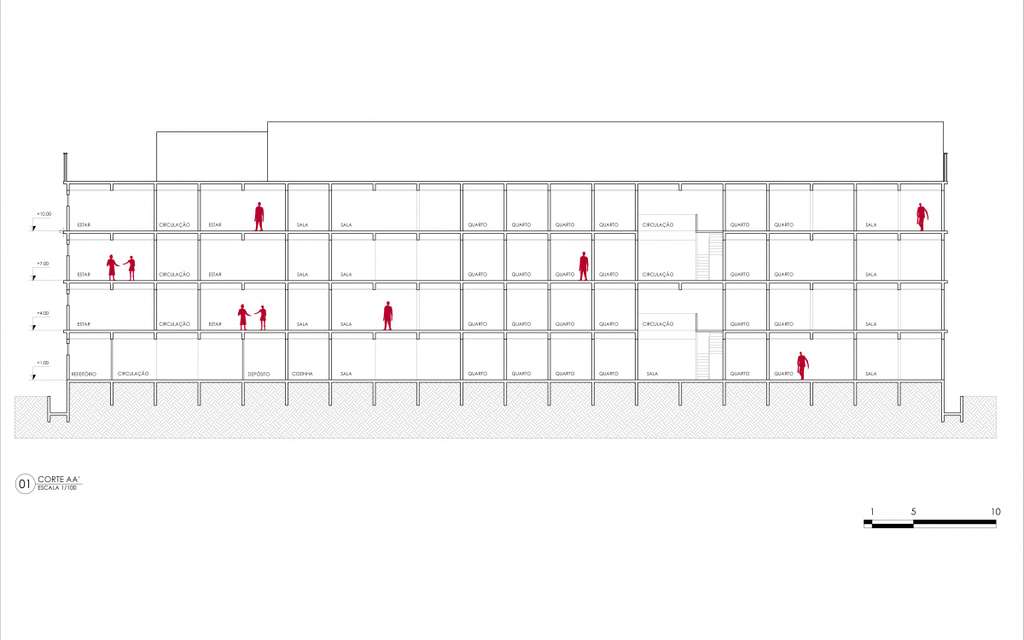 +10.00 ESTAR CIRCULAÇÃO ESTAR SALA SALA QUARTO QUARTO QUARTO QUARTO CIRCULAÇÃO QUARTO QUARTO SALA
+7.00 ESTAR CIRCULAÇÃO ESTAR SALA SALA QUARTO QUARTO QUARTO QUARTO CIRCULAÇÃO QUARTO QUARTO SALA
+4.00 ESTAR CIRCULAÇÃO ESTAR SALA SALA QUARTO QUARTO QUARTO QUARTO CIRCULAÇÃO QUARTO QUARTO SALA
+1.00 REFEITÓRIO CIRCULAÇÃO DEPÓSITO COZINHA SALA QUARTO QUARTO QUARTO QUARTO SALA QUARTO QUARTO SALA
01 CORTE AA'
ESCALA 1/100
1 5 10